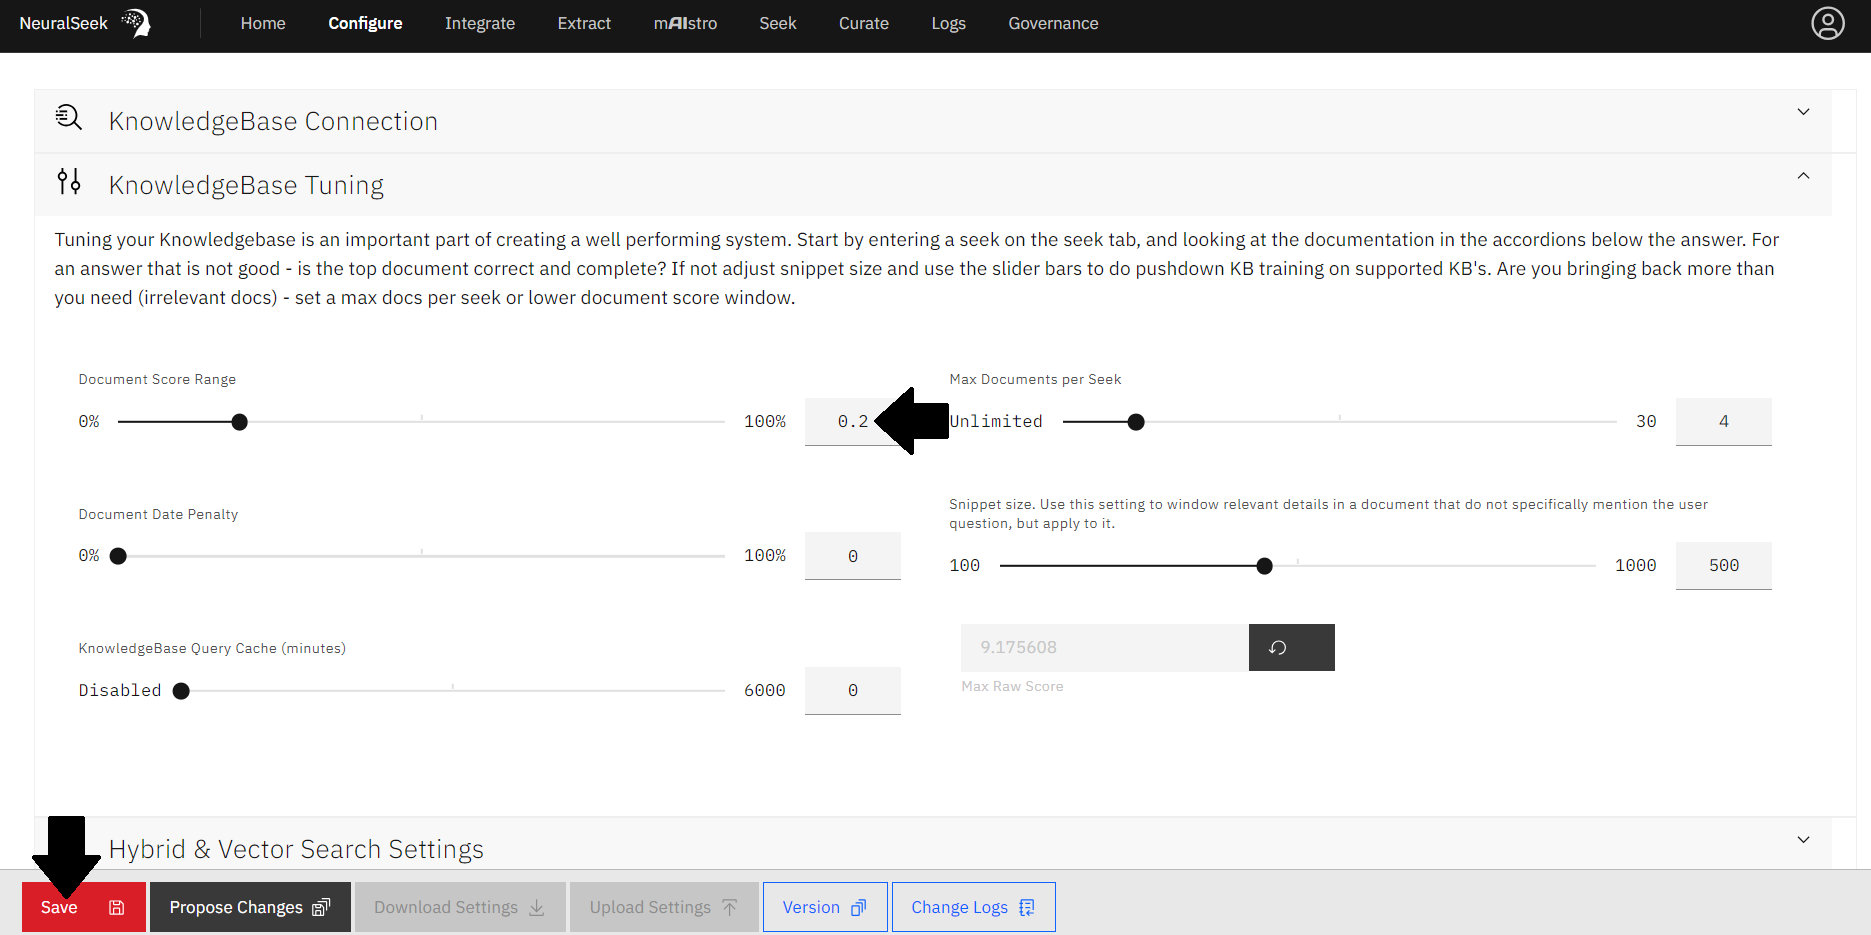 NeuralSeek
Home Configure Integrate Extract mAIstro Seek Curate Logs Governance
KnowledgeBase Connection
KnowledgeBase Tuning
Tuning your Knowledgebase is an important part of creating a well performing system. Start by entering a seek on the seek tab, and looking at the documentation in the accordions below the answer. For
an answer that is not good - is the top document correct and complete? If not adjust snippet size and use the slider bars to do pushdown KB training on supported KB's. Are you bringing back more than
you need (irrelevant docs) - set a max docs per seek or lower document score window.
Document Score Range
0% 100% 0.2
Max Documents per Seek
Unlimited 30 4
Document Date Penalty
0% 100% 0
Snippet size. Use this setting to window relevant details in a document that do not specifically mention the user
question, but apply to it.
100 1000 500
KnowledgeBase Query Cache (minutes)
Disabled 6000 0
9.175608
Max Raw Score
Hybrid & Vector Search Settings
Save Propose Changes Download Settings Upload Settings Version Change Logs